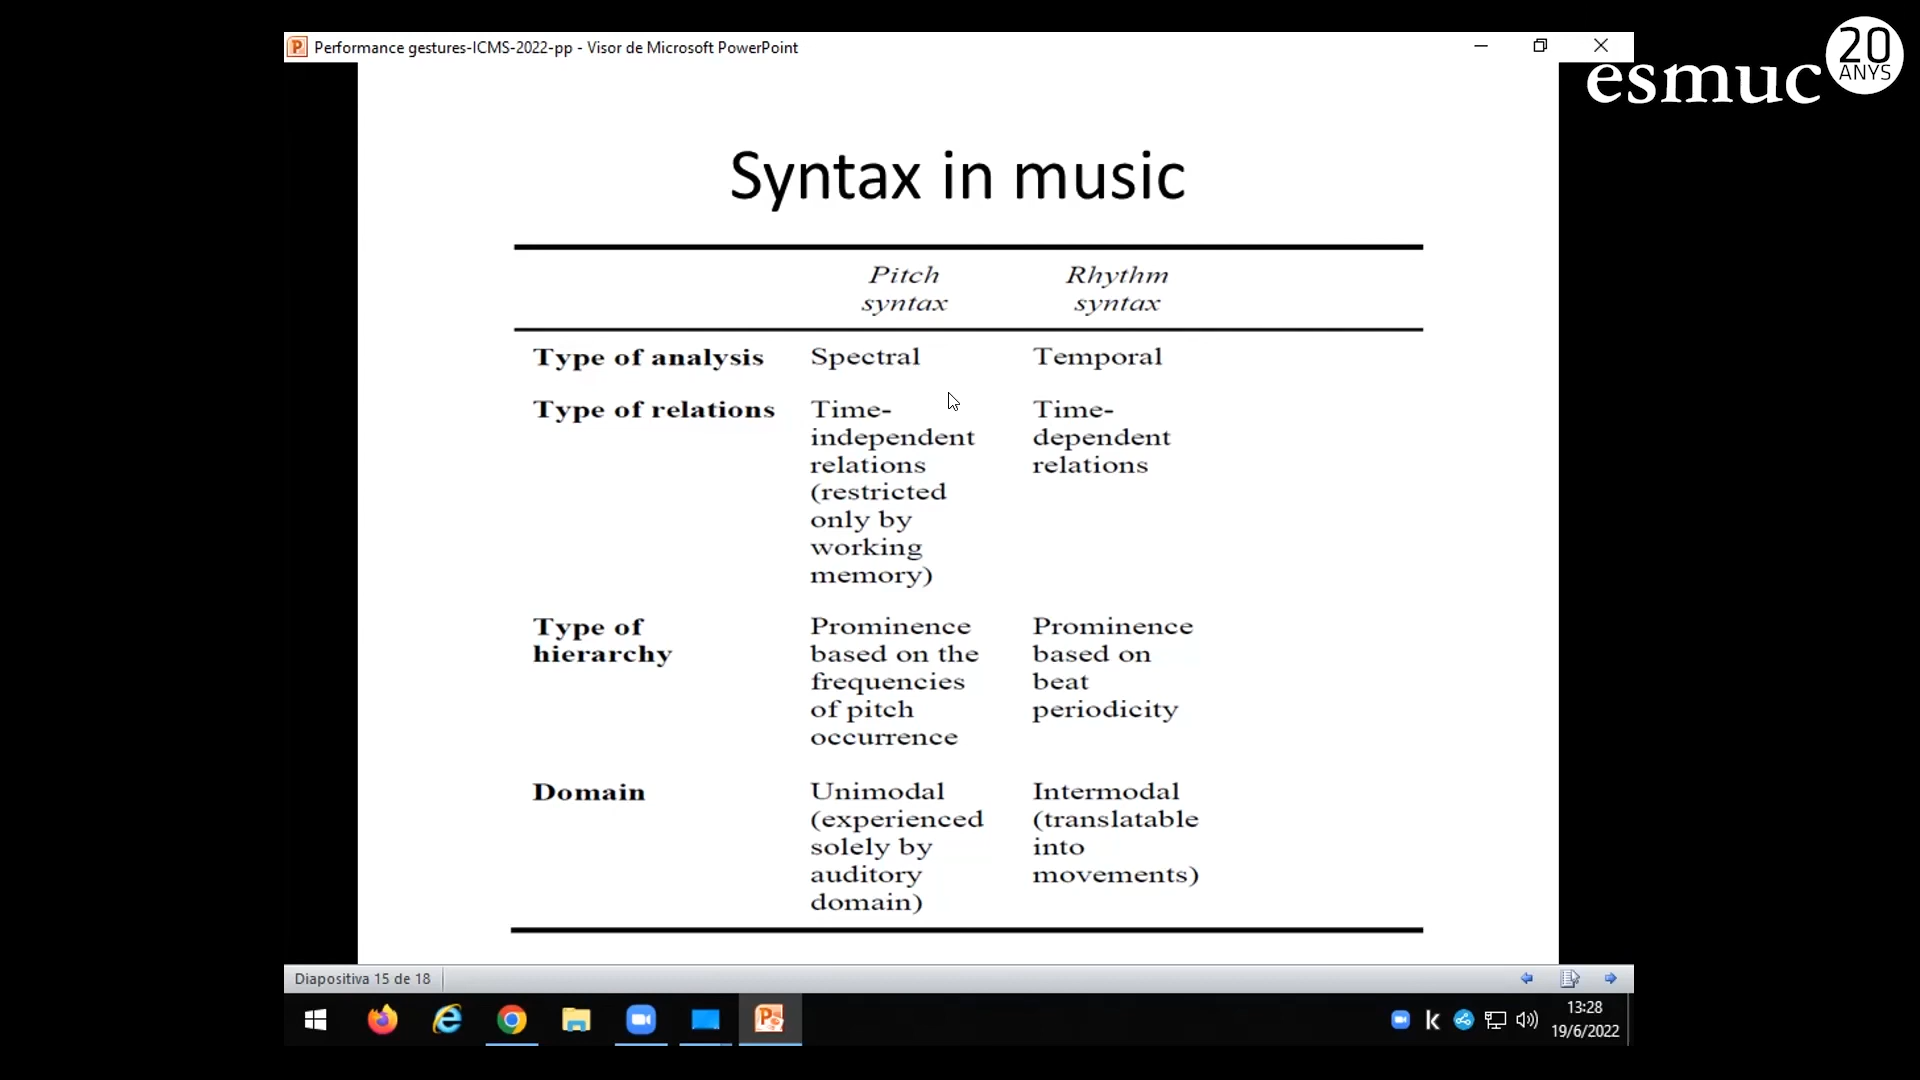 Performance gestures-ICMS-2022-pp - Visor de Microsoft PowerPoint
esmuc
20
ANYS
Syntax in music
Pitch
syntax
Rhythm
syntax
Type of analysis
Spectral
Temporal
Type of relations
Time-
independent
relations
(restricted
only by
working
memory)
Time-
dependent
relations
Type of
hierarchy
Prominence
based on the
frequencies
of pitch
occurrence
Prominence
based on
beat
periodicity
Domain
Unimodal
(experienced
solely by
auditory
domain)
Intermodal
(translatable
into
movements)
Diapositiva 15 de 18
13:28
19/6/2022